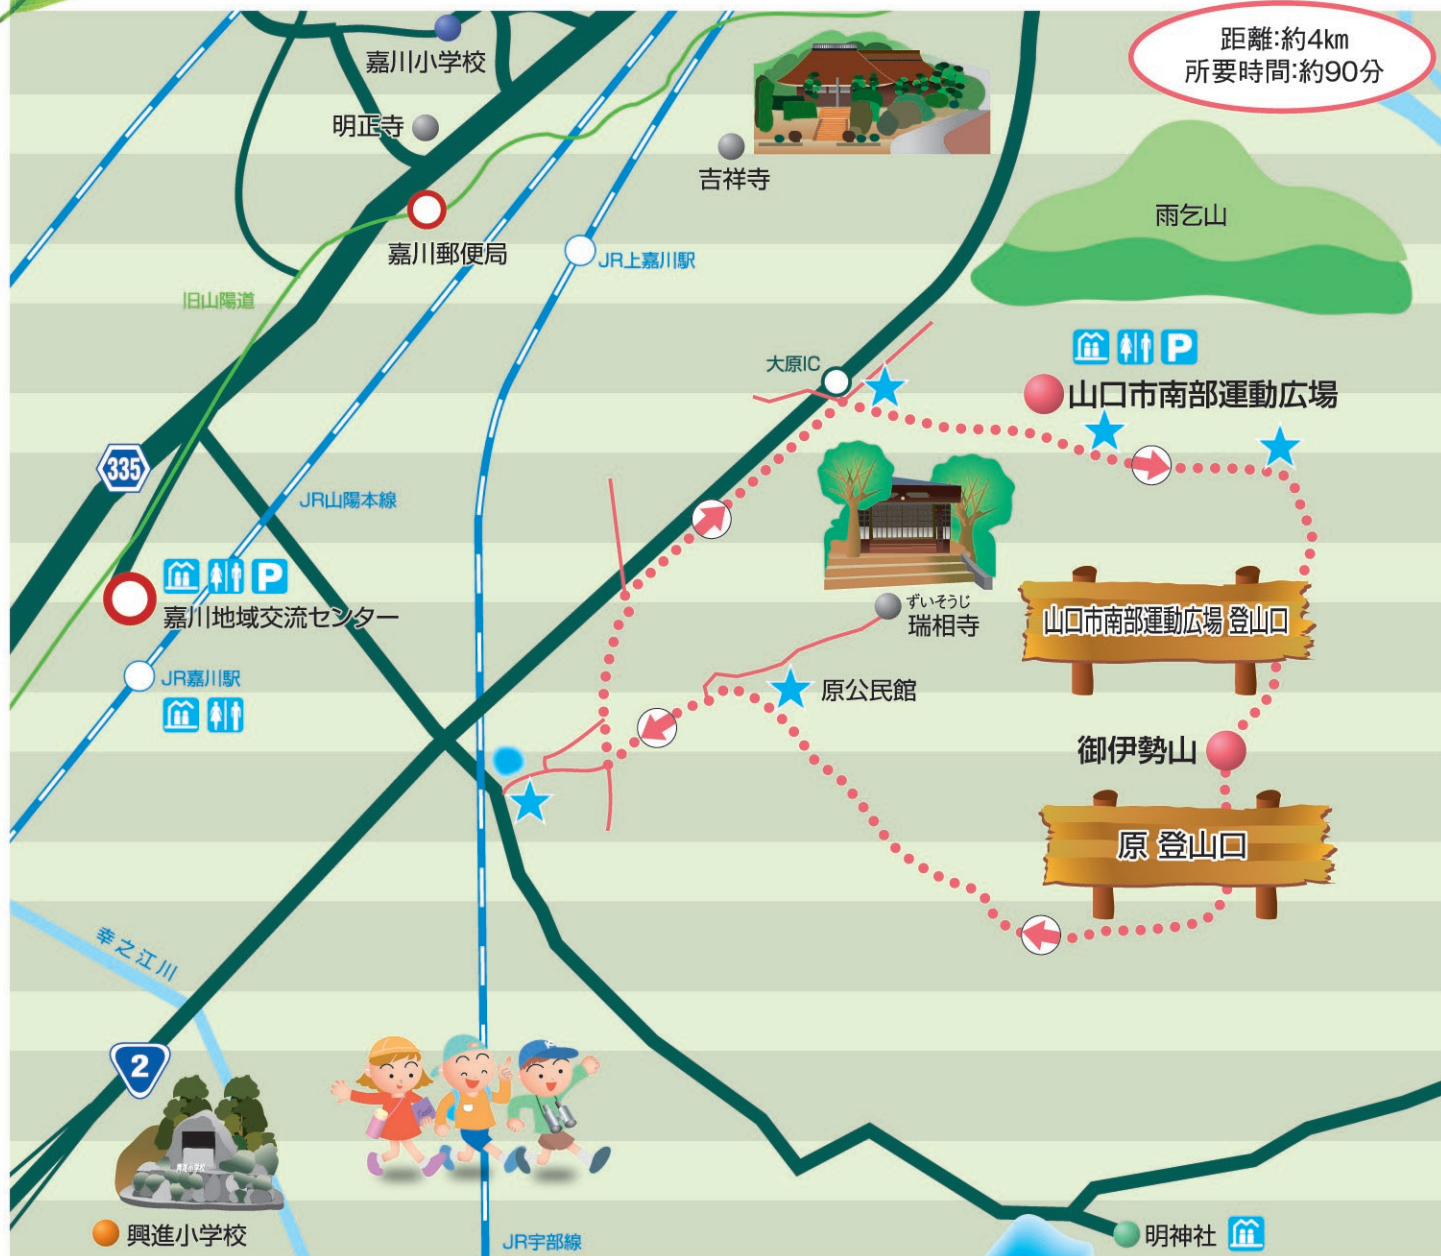 距離:約4km
所要時間:約90分
嘉川小学校
明正寺
吉祥寺
雨乞山
嘉川郵便局
JR上嘉川駅
旧山陽道
大原IC
P
山口市南部運動広場
335
JR山陽本線
P
嘉川地域交流センター
ずいそうじ
瑞相寺
山口市南部運動広場 登山口
JR嘉川駅
原公民館
御伊勢山
原 登山口
幸之江川
2
興進小学校
興進小学校
JR宇部線
明神社